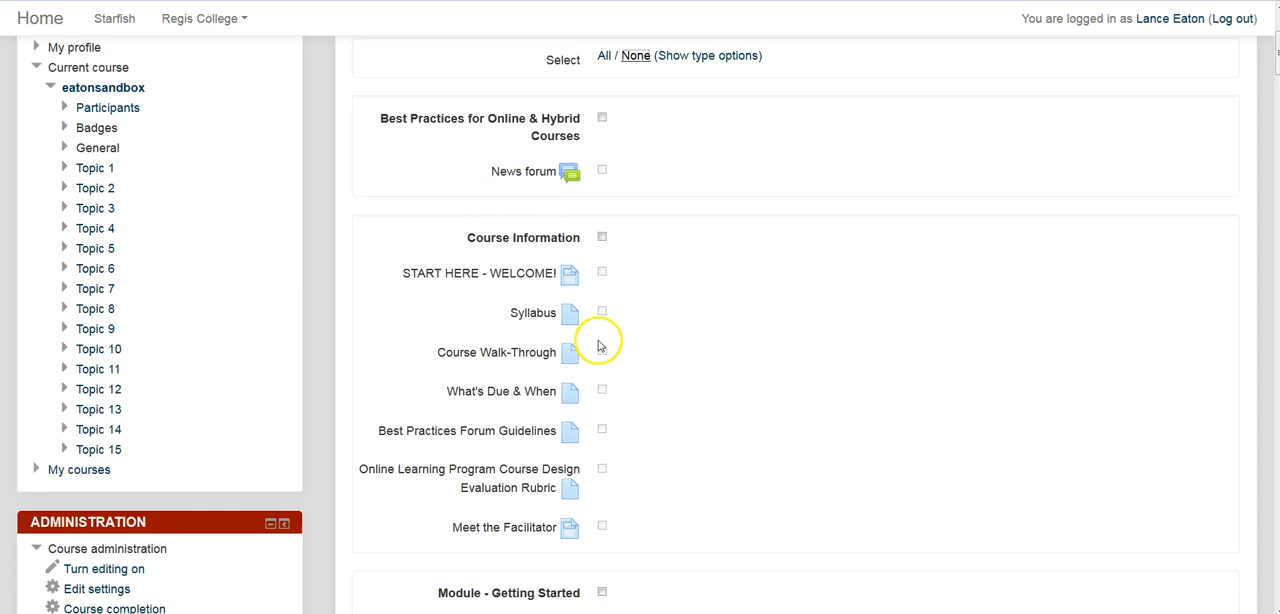 Home Starfish Regis College You are logged in as Lance Eaton (Log out)
My profile
Current course
eatonsandbox
Participants
Badges
General
Topic 1
Topic 2
Topic 3
Topic 4
Topic 5
Topic 6
Topic 7
Topic 8
Topic 9
Topic 10
Topic 11
Topic 12
Topic 13
Topic 14
Topic 15
My courses
ADMINISTRATION
Course administration
Turn editing on
Edit settings
Course completion
Select All / None (Show type options)
Best Practices for Online & Hybrid
Courses
News forum
Course Information
START HERE - WELCOME!
Syllabus
Course Walk-Through
What's Due & When
Best Practices Forum Guidelines
Online Learning Program Course Design
Evaluation Rubric
Meet the Facilitator
Module - Getting Started